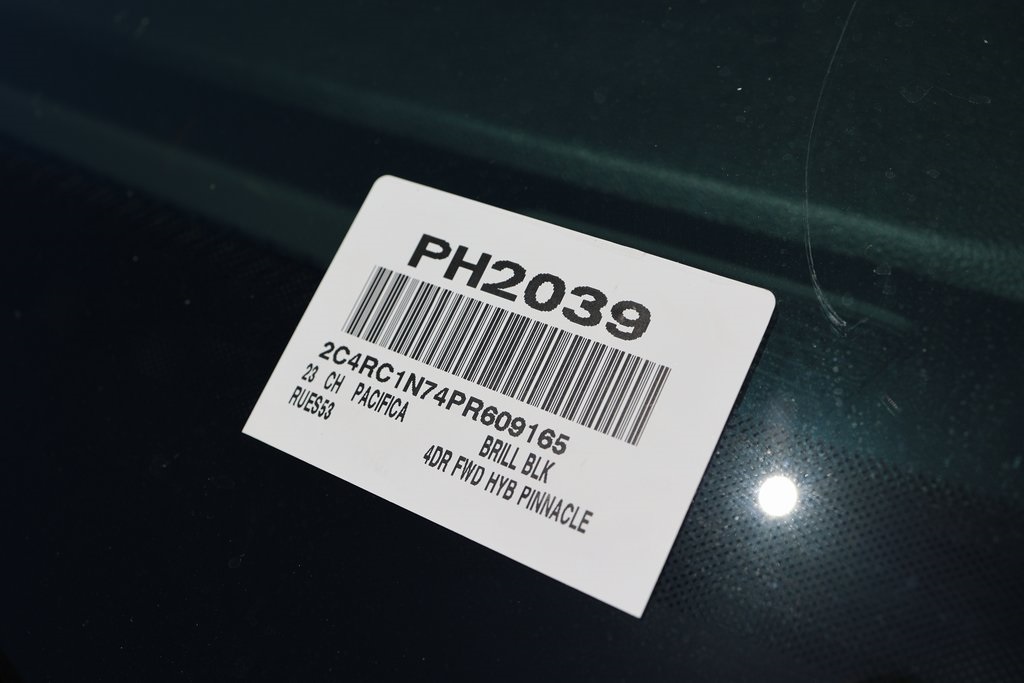 PH2039
2C4RC1N74PR609165
23 CH PACIFICA BRILL BLK
RUES53 4DR FWD HYB PINNACLE